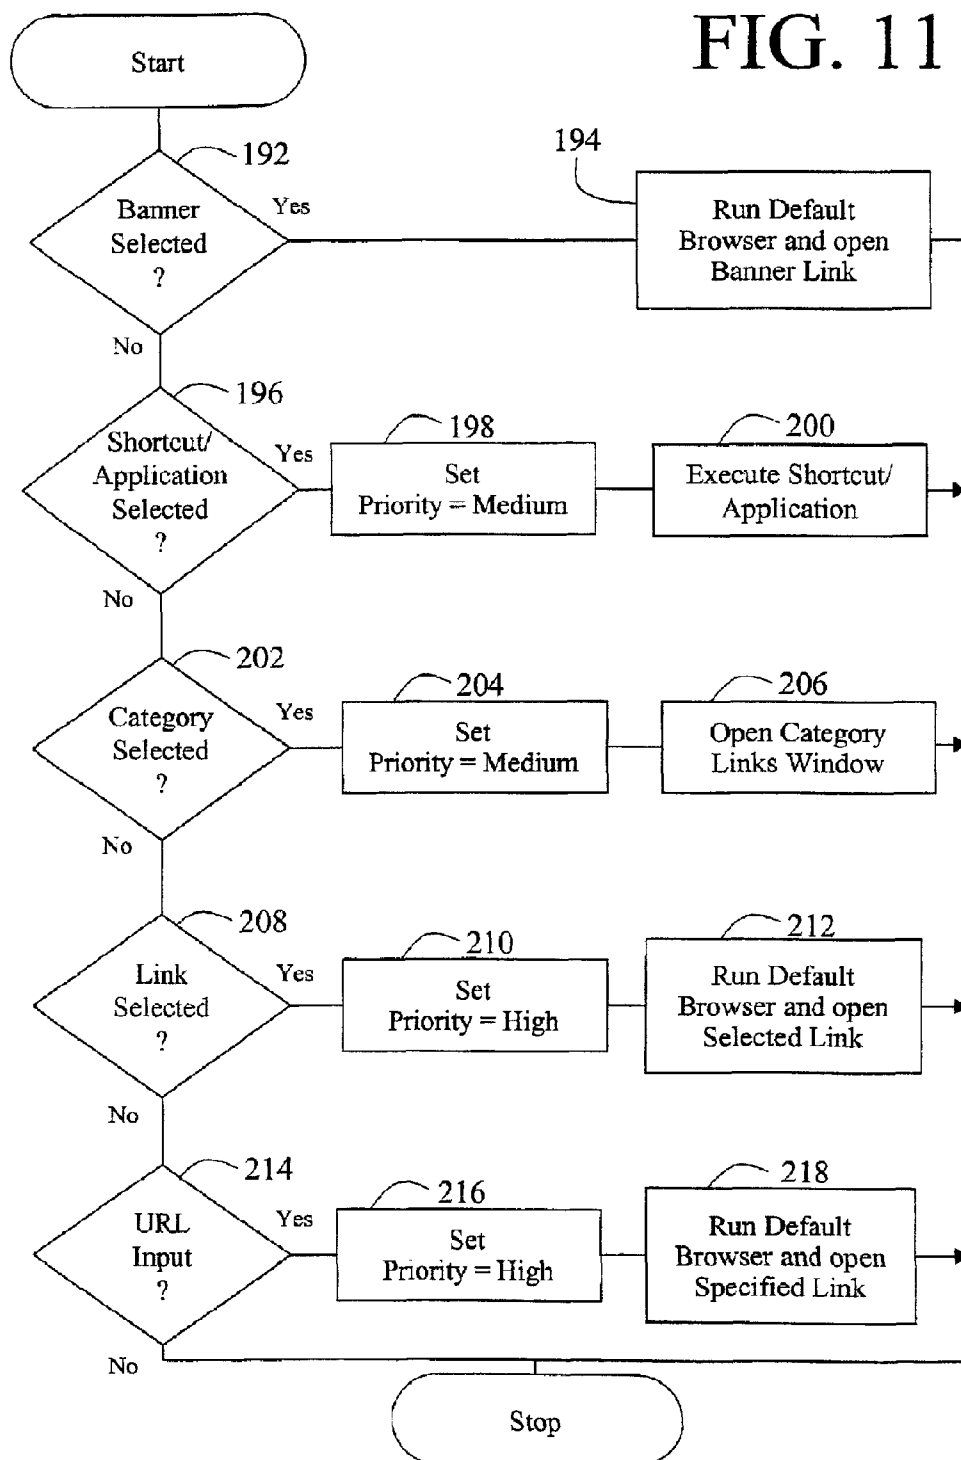 FIG. 11
Start
192
Banner
Selected
?
Yes
No
194
Run Default
Browser and open
Banner Link
196
Shortcut/
Application
Selected
?
Yes
No
198
Set
Priority = Medium
200
Execute Shortcut/
Application
202
Category
Selected
?
Yes
No
204
Set
Priority = Medium
206
Open Category
Links Window
208
Link
Selected
?
Yes
No
210
Set
Priority = High
212
Run Default
Browser and open
Selected Link
214
URL
Input
?
Yes
No
216
Set
Priority = High
218
Run Default
Browser and open
Specified Link
Stop